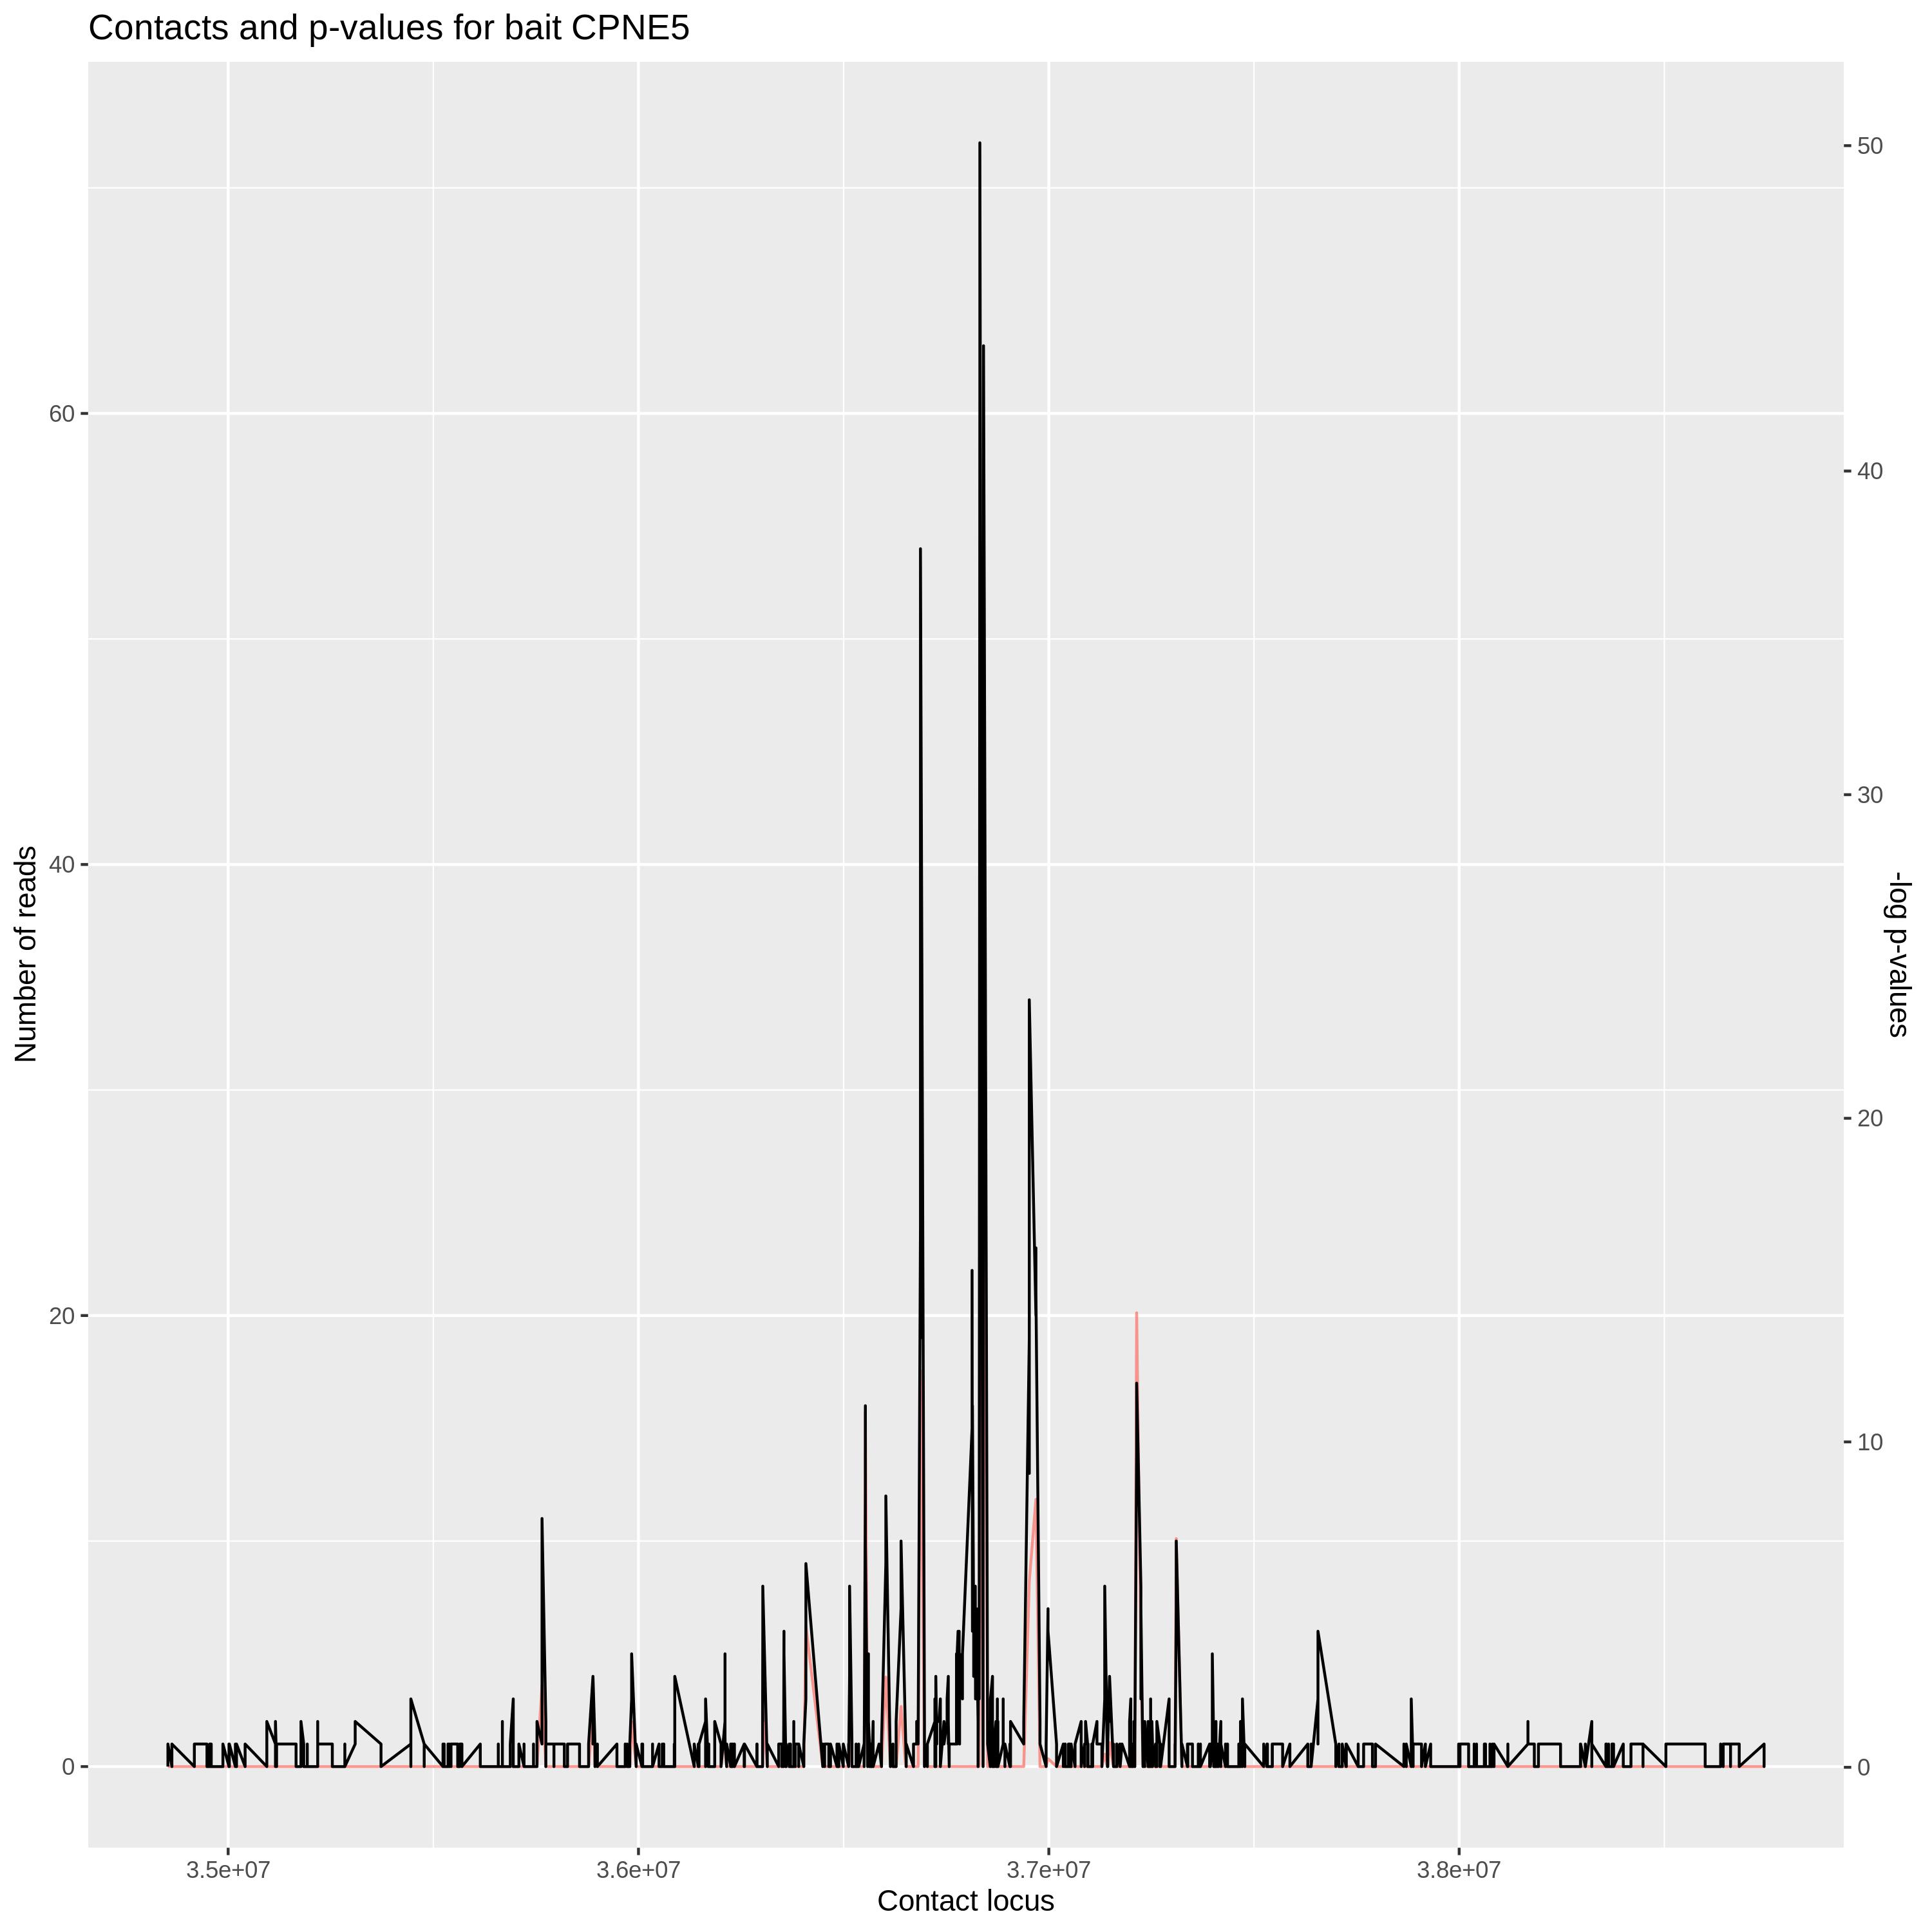 Contacts and p-values for bait CPNE5
Number of reads
60
40
20
0
50
40
30
20
10
0
-log p-values
3.5e+07
3.6e+07
3.7e+07
3.8e+07
Contact locus